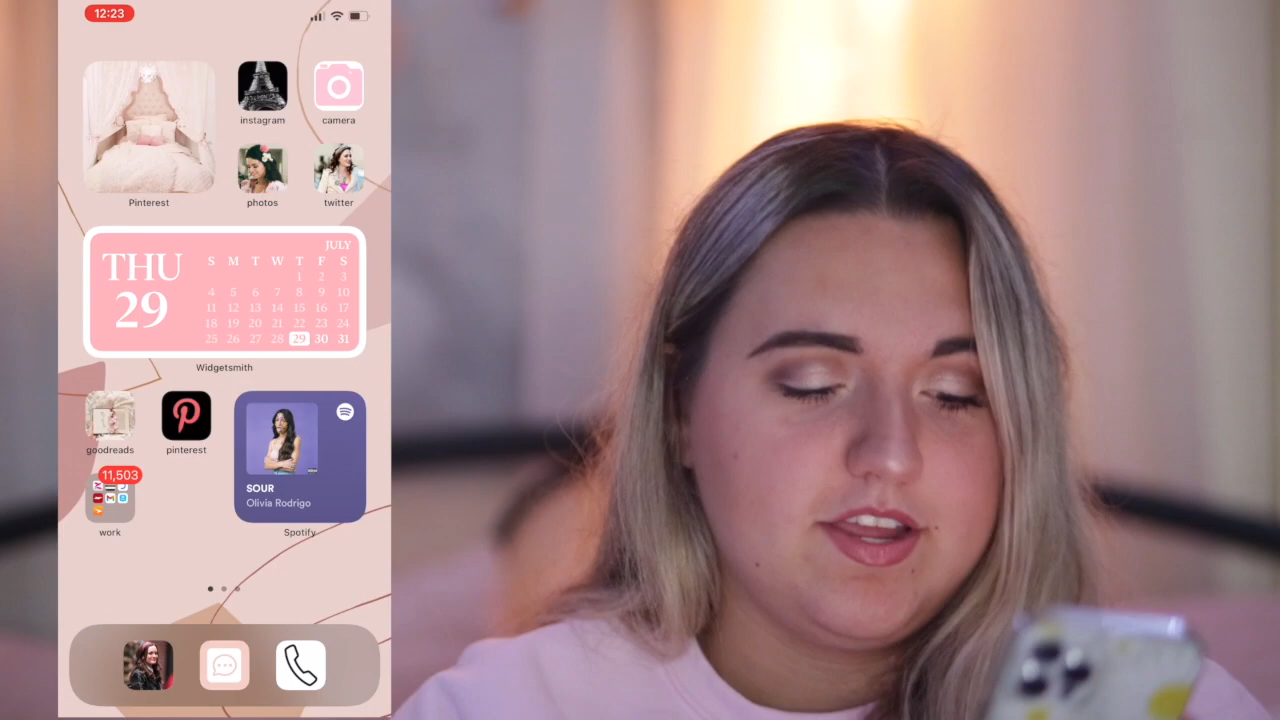 12:23
instagram
camera
Pinterest
photos
twitter
JULY
THU
29
S M T W T F S
1 2 3
4 5 6 7 8 9 10
11 12 13 14 15 16 17
18 19 20 21 22 23 24
25 26 27 28 29 30 31
Widgetsmith
goodreads
pinterest
SOUR
Olivia Rodrigo
11,503
work
Spotify